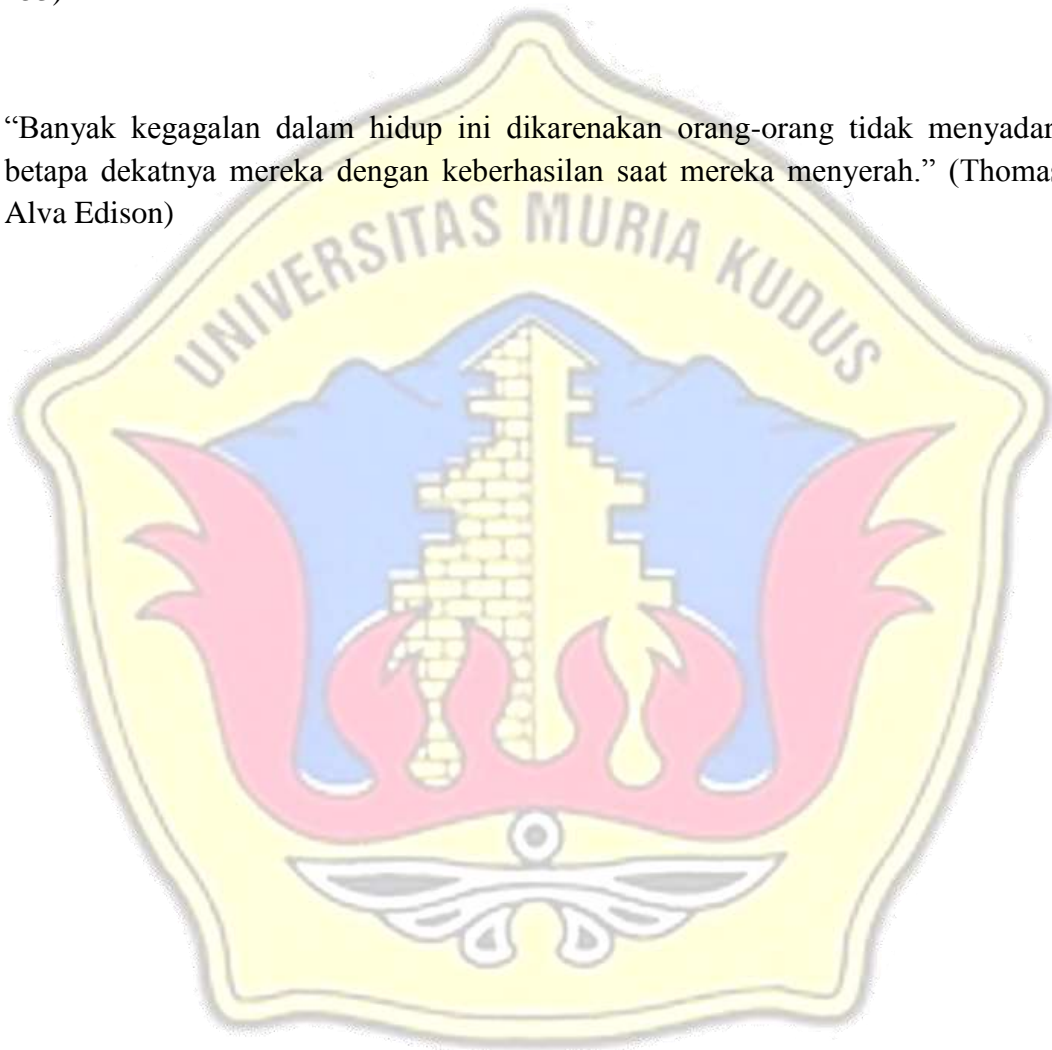 “Banyak kegagalan dalam hidup ini dikarenakan orang-orang tidak menyadar
betapa dekatnya mereka dengan keberhasilan saat mereka menyerah.” (Thomas
Alva Edison)
UNIVERSITAS MURIA KUDUS